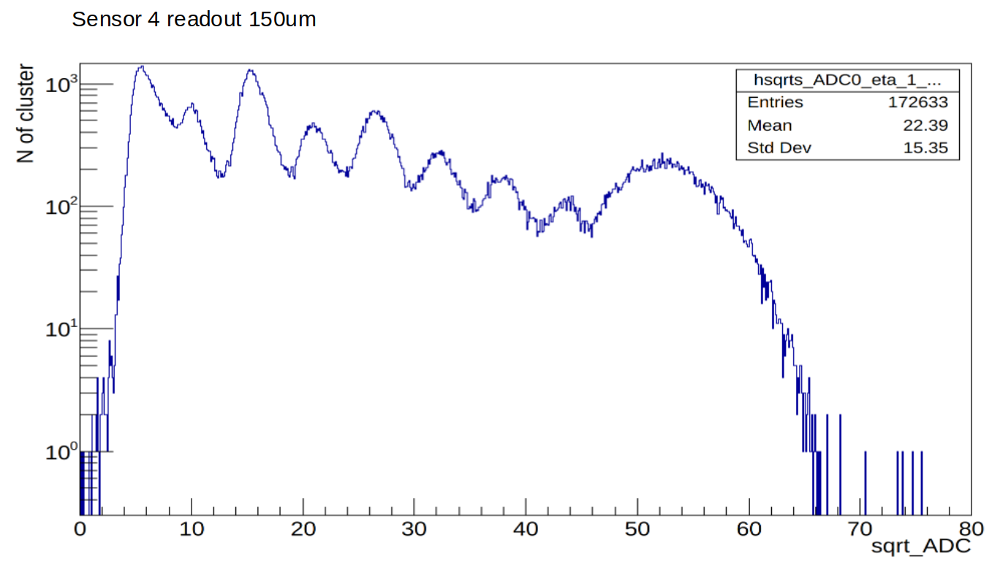 Sensor 4 readout 150um
N of cluster
hsqrts_ADC0_eta_1_...
Entries 172633
Mean 22.39
Std Dev 15.35
10³
10²
10¹
10⁰
0 10 20 30 40 50 60 70 80
sqrt_ADC